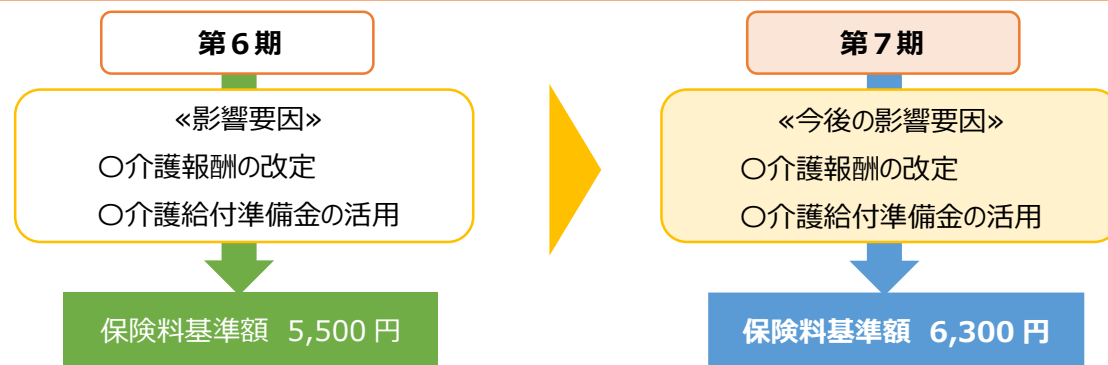 第６期
≪影響要因≫
〇介護報酬の改定
〇介護給付準備金の活用
保険料基準額 5,500 円
第７期
≪今後の影響要因≫
〇介護報酬の改定
〇介護給付準備金の活用
保険料基準額 6,300 円